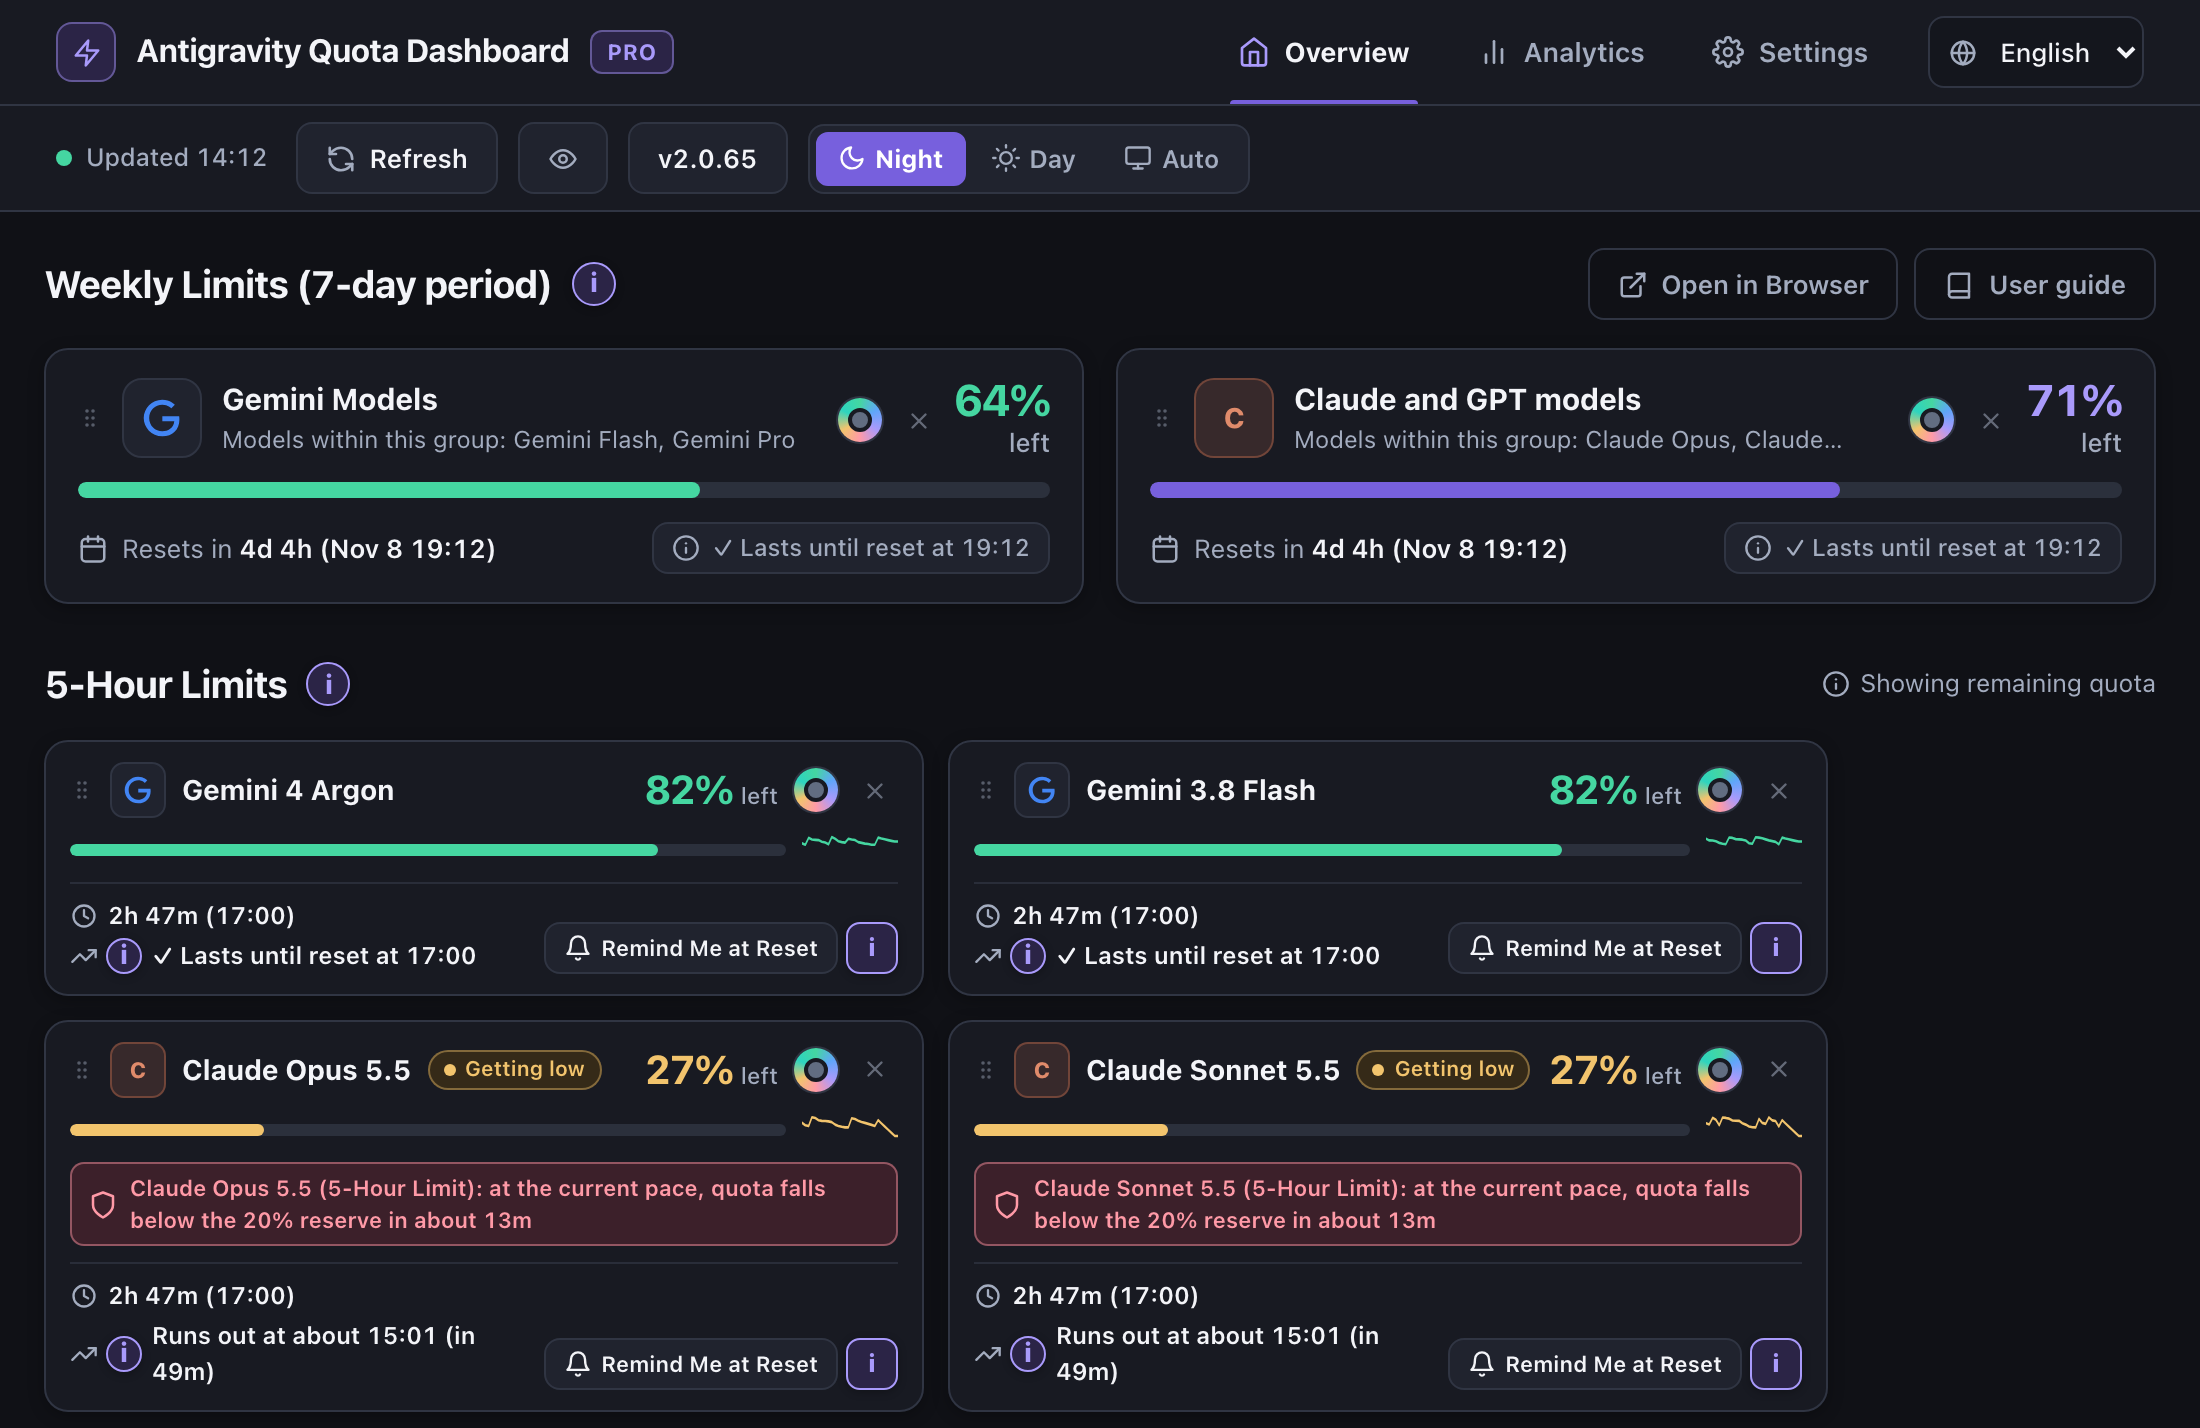 Antigravity Quota Dashboard PRO
Overview Analytics Settings English
Updated 14:12 Refresh v2.0.65 Night Day Auto
Weekly Limits (7-day period) i
Open in Browser User guide
G Gemini Models
Models within this group: Gemini Flash, Gemini Pro
64%
left
Resets in 4d 4h (Nov 8 19:12)
✓ Lasts until reset at 19:12
C Claude and GPT models
Models within this group: Claude Opus, Claude...
71%
left
Resets in 4d 4h (Nov 8 19:12)
✓ Lasts until reset at 19:12
5-Hour Limits i
Showing remaining quota
G Gemini 4 Argon 82% left
2h 47m (17:00)
i ✓ Lasts until reset at 17:00
Remind Me at Reset i
G Gemini 3.8 Flash 82% left
2h 47m (17:00)
i ✓ Lasts until reset at 17:00
Remind Me at Reset i
C Claude Opus 5.5 Getting low 27% left
Claude Opus 5.5 (5-Hour Limit): at the current pace, quota falls
below the 20% reserve in about 13m
2h 47m (17:00)
i Runs out at about 15:01 (in
49m)
Remind Me at Reset i
C Claude Sonnet 5.5 Getting low 27% left
Claude Sonnet 5.5 (5-Hour Limit): at the current pace, quota falls
below the 20% reserve in about 13m
2h 47m (17:00)
i Runs out at about 15:01 (in
49m)
Remind Me at Reset i